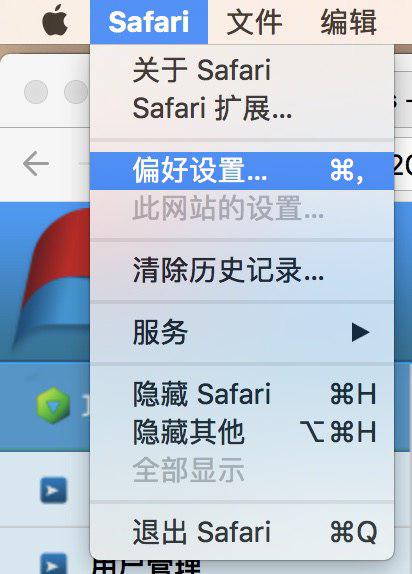 Safari 文件 编辑
关于 Safari
Safari 扩展...
偏好设置... ⌘,
此网站的设置...
清除历史记录...
服务 ▶
隐藏 Safari ⌘H
隐藏其他 ⌥⌘H
全部显示
退出 Safari ⌘Q
用户管理